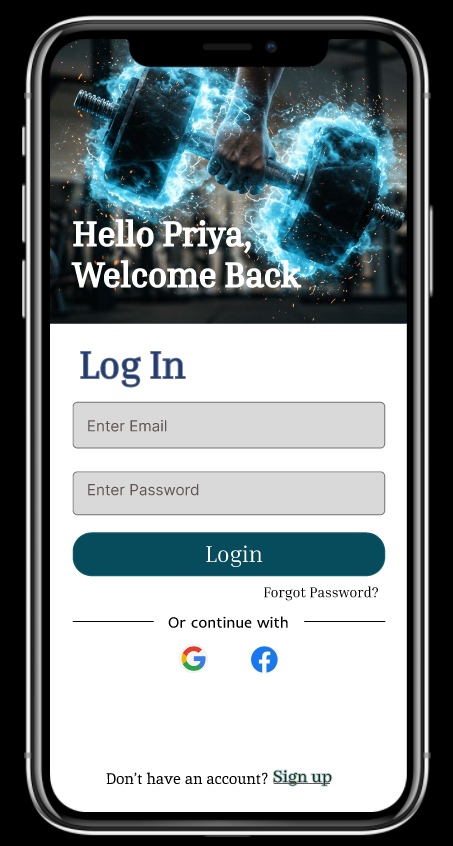 Hello Priya,
Welcome Back
Log In
Enter Email
Enter Password
Login
Forgot Password?
Or continue with
Don’t have an account? Sign up